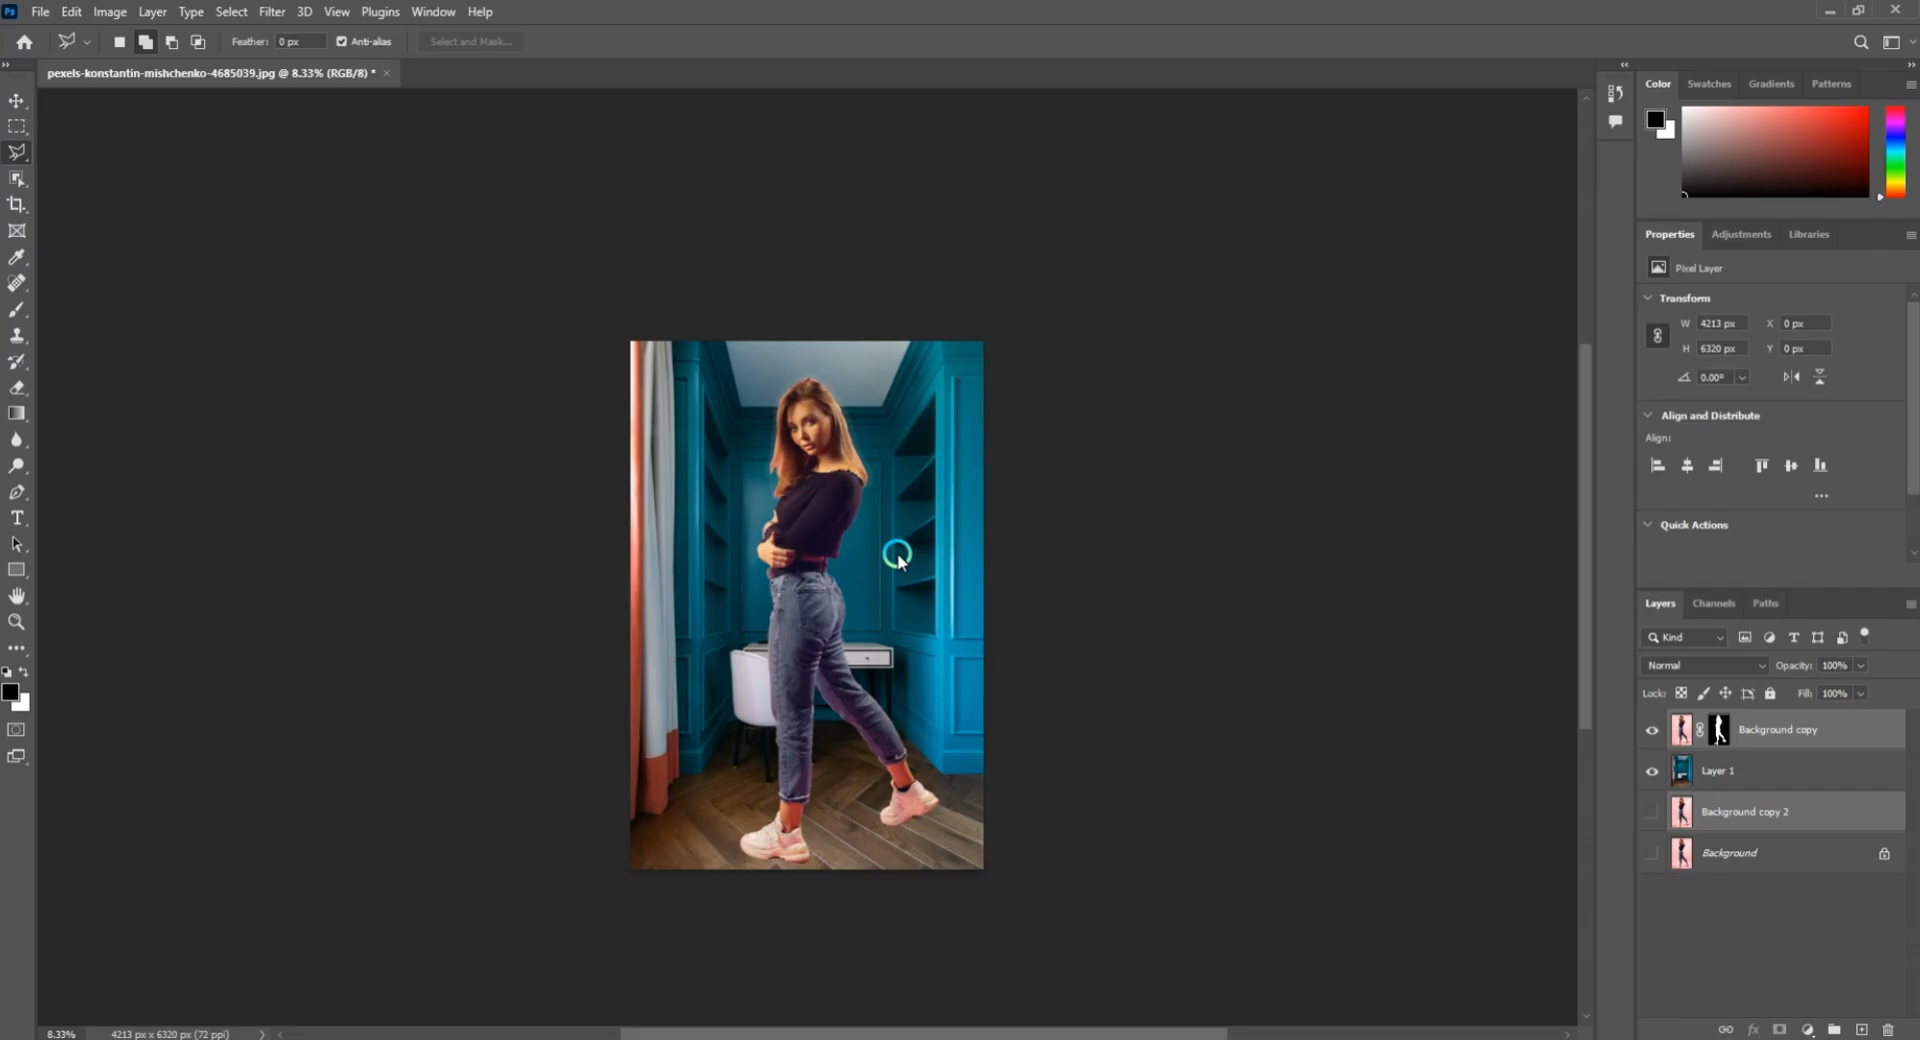 Ps File Edit Image Layer Type Select Filter 3D View Plugins Window Help
Feather: 0 px Anti-alias Select and Mask...
pexels-konstantin-mishchenko-4685039.jpg @ 8.33% (RGB/8) *
Color Swatches Gradients Patterns
Properties Adjustments Libraries
Pixel Layer
Transform
W 4213 px X 0 px
H 6320 px Y 0 px
0.00°
Align and Distribute
Align:
Quick Actions
Layers Channels Paths
Kind
Normal Opacity: 100%
Lock: Fill: 100%
Background copy
Layer 1
Background copy 2
Background
8.33% 4213 px x 6320 px (72 ppi)